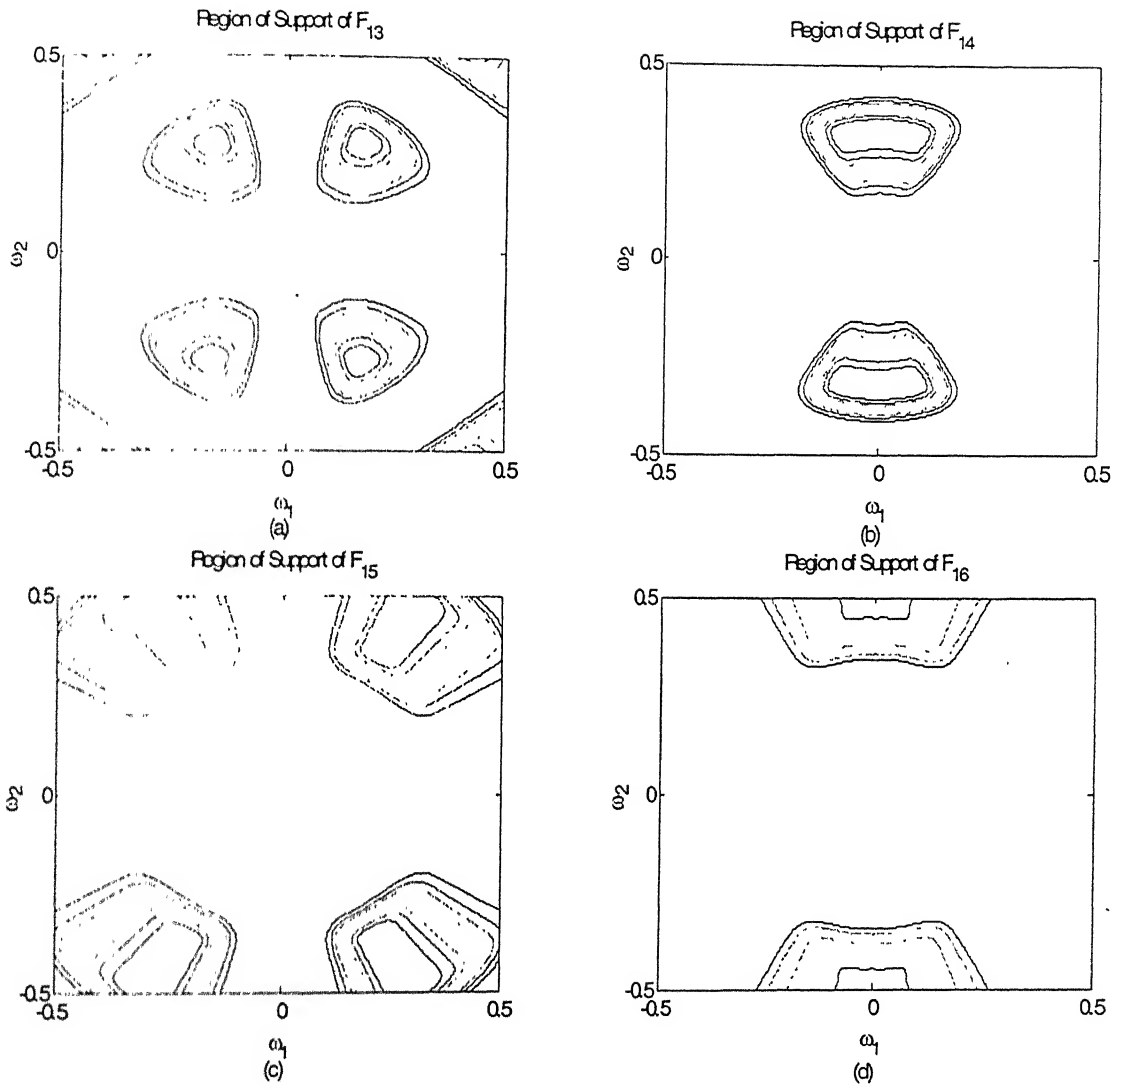 Region of Support of F13
0.5
ω2
0
-0.5
-0.5
0
0.5
ω1
(a)
Region of Support of F14
0.5
ω2
0
-0.5
-0.5
0
0.5
ω1
(b)
Region of Support of F15
0.5
ω2
0
-0.5
-0.5
0
0.5
ω1
(c)
Region of Support of F16
0.5
ω2
0
-0.5
-0.5
0
0.5
ω1
(d)